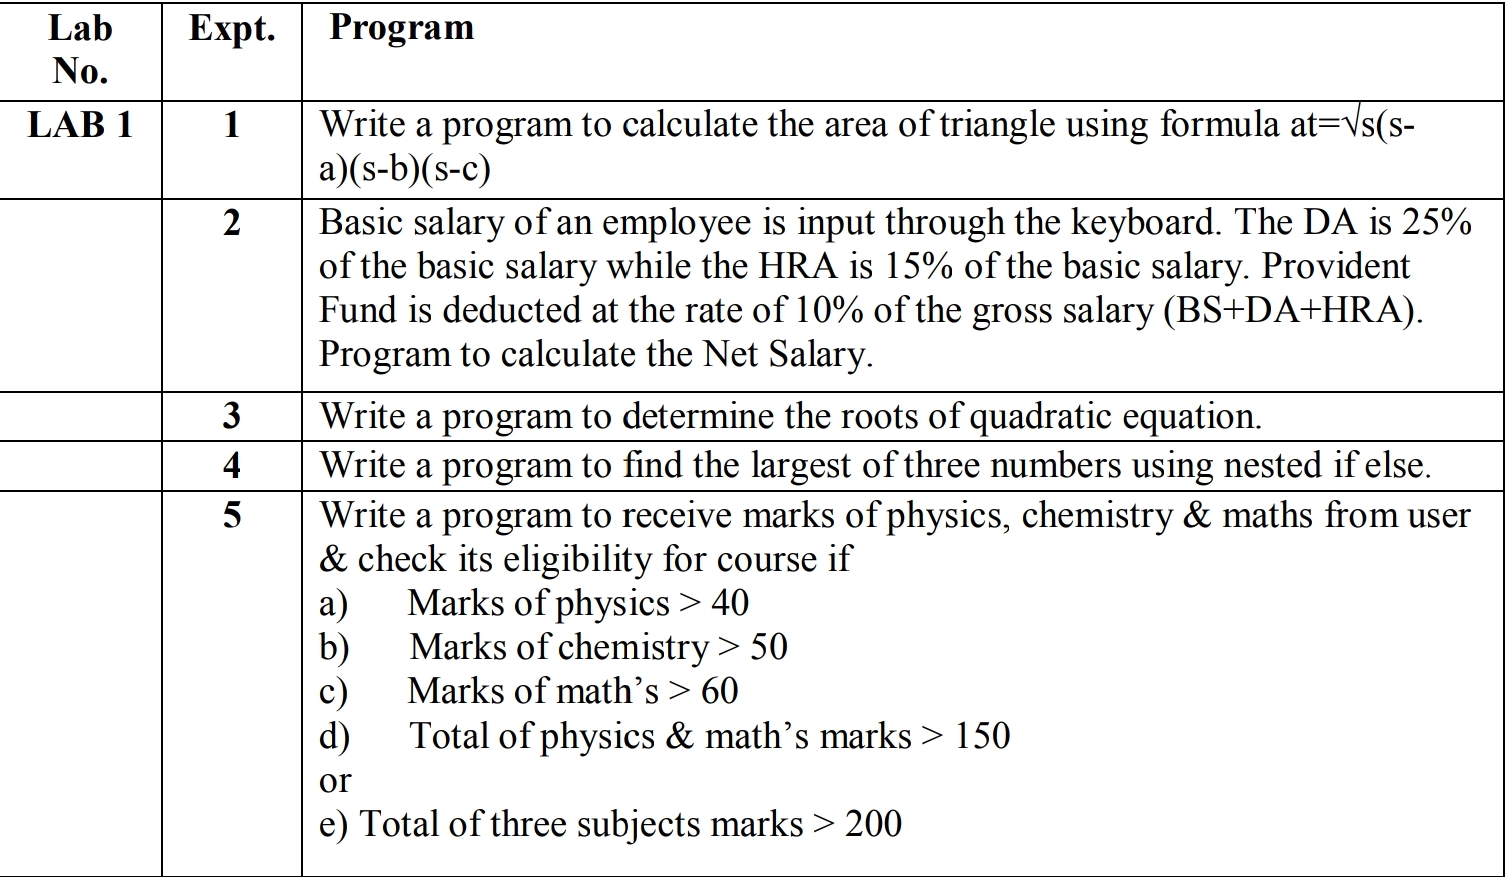 Lab No. Expt. Program
LAB 1 1 Write a program to calculate the area of triangle using formula at=√s(s-
a)(s-b)(s-c)
2 Basic salary of an employee is input through the keyboard. The DA is 25%
of the basic salary while the HRA is 15% of the basic salary. Provident
Fund is deducted at the rate of 10% of the gross salary (BS+DA+HRA).
Program to calculate the Net Salary.
3 Write a program to determine the roots of quadratic equation.
4 Write a program to find the largest of three numbers using nested if else.
5 Write a program to receive marks of physics, chemistry & maths from user
& check its eligibility for course if
a) Marks of physics > 40
b) Marks of chemistry > 50
c) Marks of math’s > 60
d) Total of physics & math’s marks > 150
or
e) Total of three subjects marks > 200